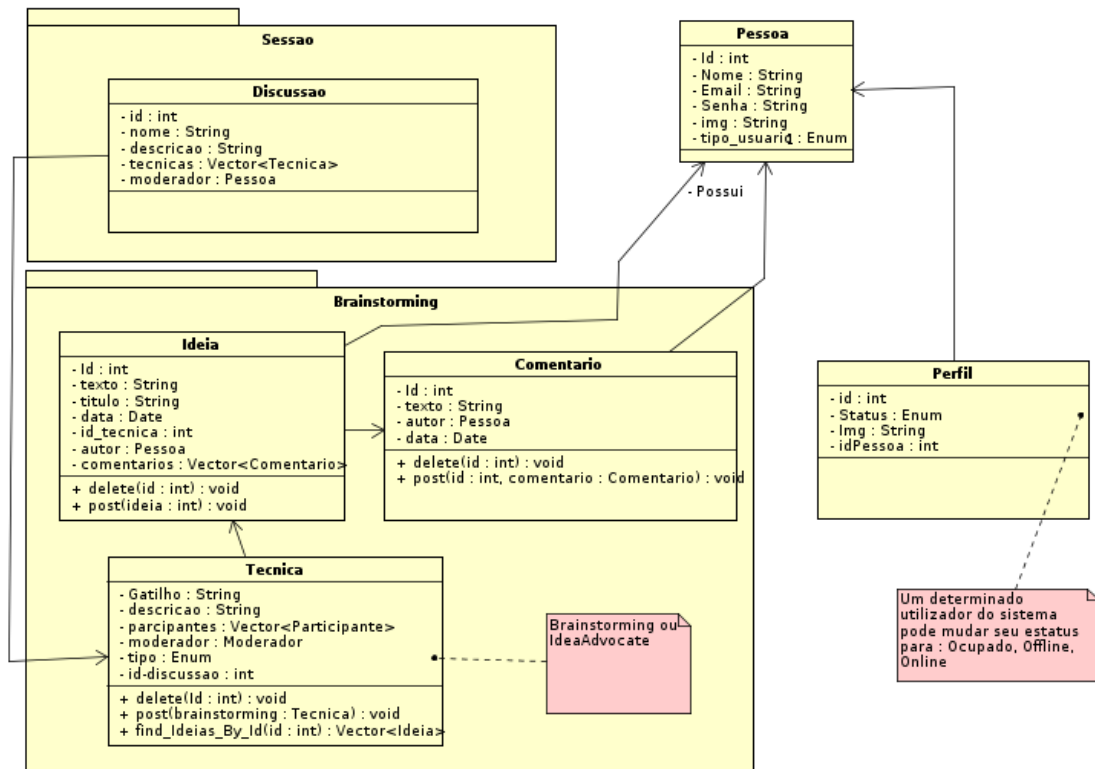 Sessao
Discussao
- id : int
- nome : String
- descricao : String
- tecnicas : Vector<Tecnica>
- moderador : Pessoa
Pessoa
- Id : int
- Nome : String
- Email : String
- Senha : String
- img : String
- tipo_usuario : Enum
1
- Possui
Brainstorming
Ideia
- Id : int
- texto : String
- titulo : String
- data : Date
- id_tecnica : int
- autor : Pessoa
- comentarios : Vector<Comentario>
+ delete(id : int) : void
+ post(ideia : int) : void
Comentario
- Id : int
- texto : String
- autor : Pessoa
- data : Date
+ delete(id : int) : void
+ post(id : int, comentario : Comentario) : void
Perfil
- id : int
- Status : Enum
- Img : String
- idPessoa : int
Tecnica
- Gatilho : String
- descricao : String
- parcipantes : Vector<Participante>
- moderador : Moderador
- tipo : Enum
- id-discussao : int
+ delete(Id : int) : void
+ post(brainstorming : Tecnica) : void
+ find_Ideias_By_Id(id : int) : Vector<Ideia>
Brainstorming ou
IdeaAdvocate
Um determinado
utilizador do sistema
pode mudar seu estatus
para : Ocupado, Offline,
Online